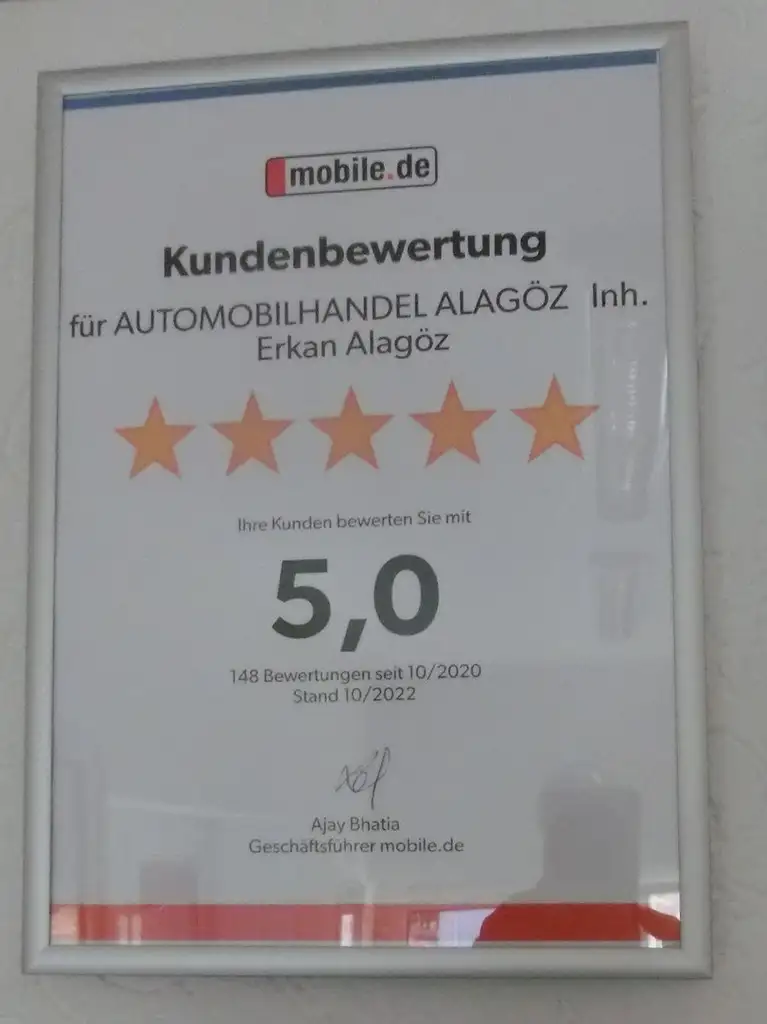 mobile.de
Kundenbewertung
für AUTOMOBILHANDEL ALAGÖZ Inh.
Erkan Alagöz
Ihre Kunden bewerten Sie mit
5,0
148 Bewertungen seit 10/2020
Stand 10/2022
Ajay Bhatia
Geschäftsführer mobile.de